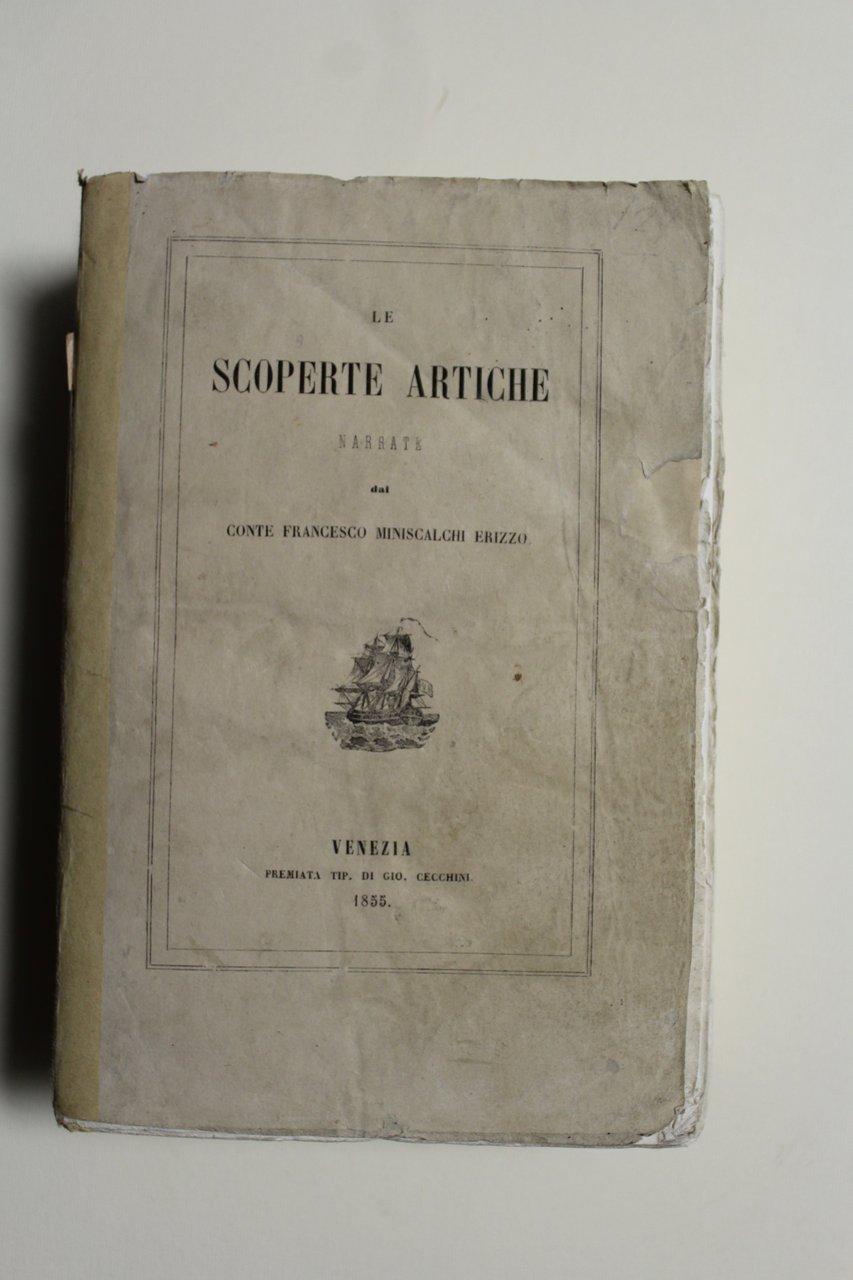 LE
SCOPERTE ARTICHE
NARRATE
dal
CONTE FRANCESCO MINISCALCHI ERIZZO
VENEZIA
PREMIATA TIP. DI GIO. CECCHINI
1855.